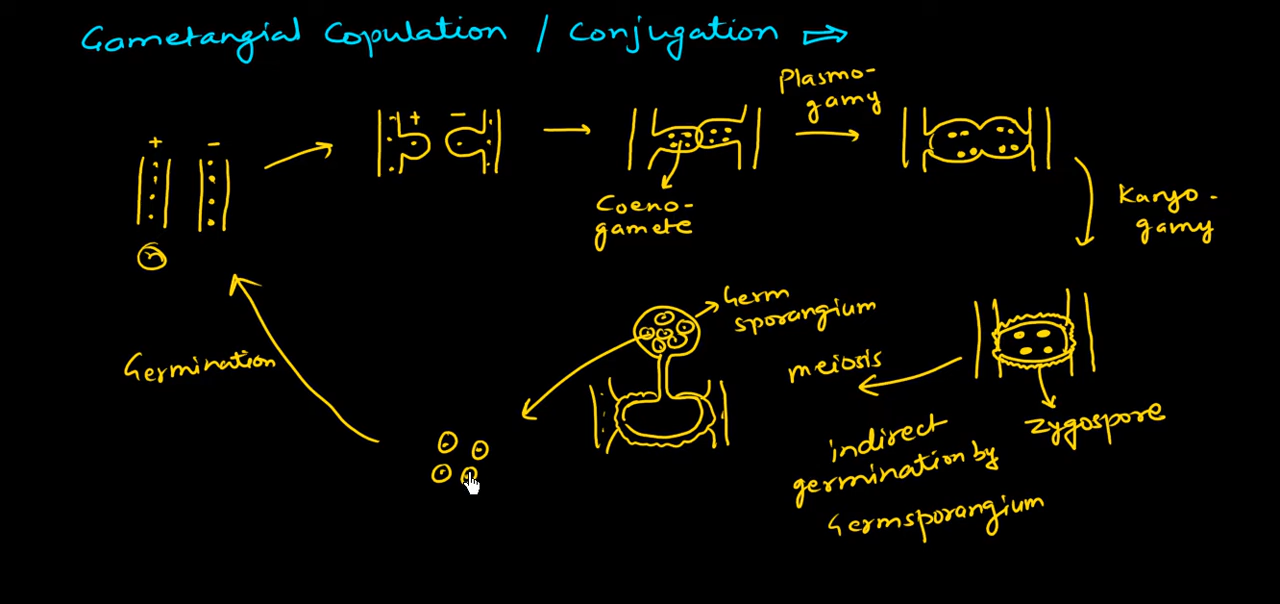 Gametangial Copulation / Conjugation ⇒
Plasmo-
gamy
+ -
+ -
Coeno-
gamete
Karyo-
gamy
n
Germ
sporangium
Germination
meiosis
zygospore
indirect
germination by
Germsporangium